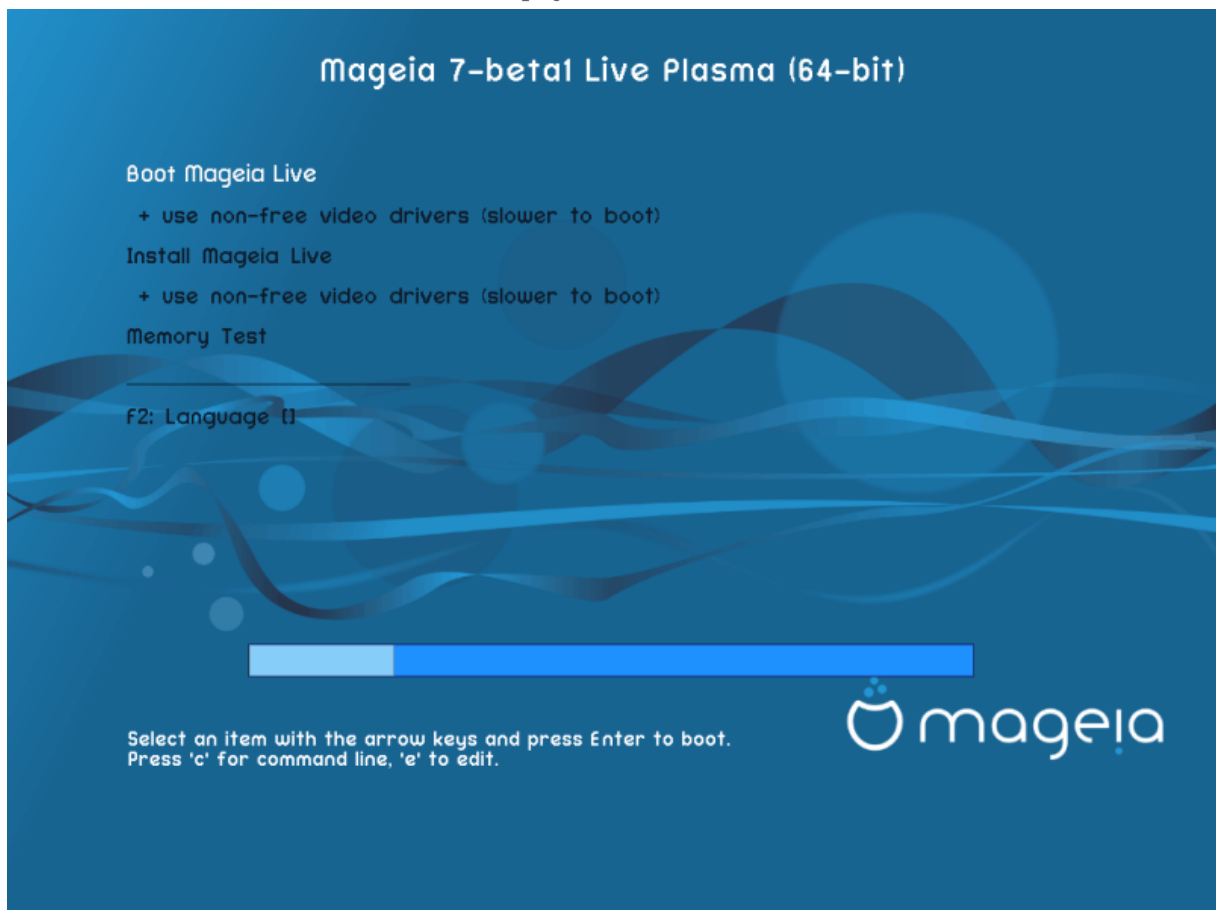 Mageia 7-beta1 Live Plasma (64-bit)
Boot Mageia Live
+ use non-free video drivers (slower to boot)
Install Mageia Live
+ use non-free video drivers (slower to boot)
Memory Test
F2: Language []
mageia
Select an item with the arrow keys and press Enter to boot.
Press 'c' for command line, 'e' to edit.